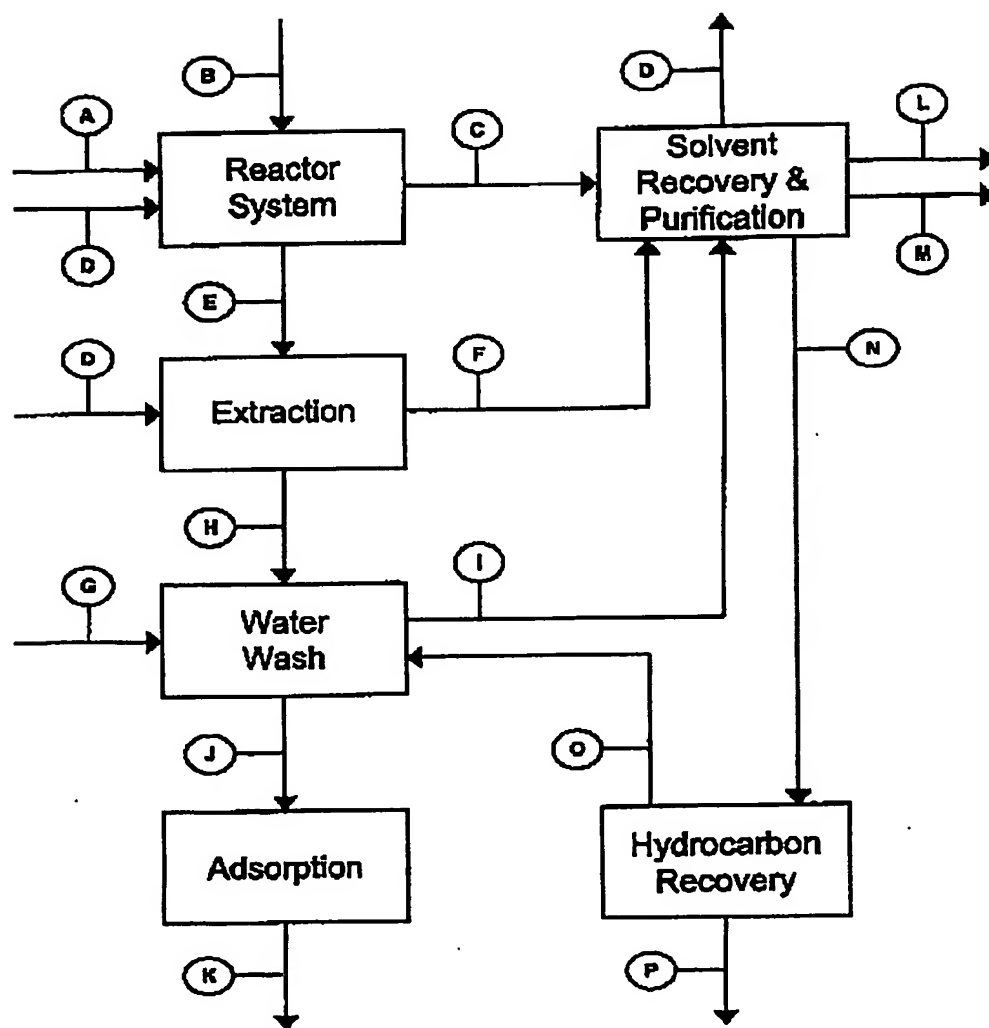 B
D
L
A
C
Reactor
System
Solvent
Recovery &
Purification
D
M
E
D
F
N
Extraction
H
I
G
Water
Wash
J
O
Adsorption
Hydrocarbon
Recovery
K
P